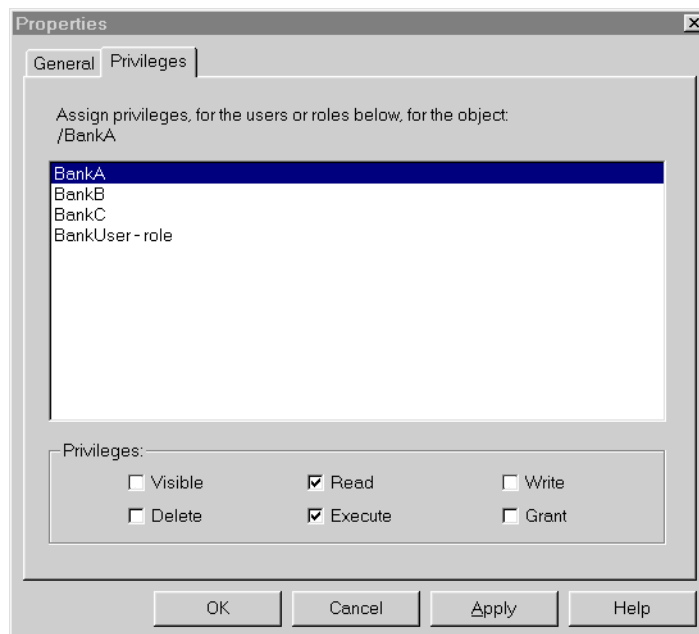 Properties
General Privileges
Assign privileges, for the users or roles below, for the object:
/BankA
BankA
BankB
BankC
BankUser - role
Privileges:
Visible Read Write
Delete Execute Grant
OK Cancel Apply Help